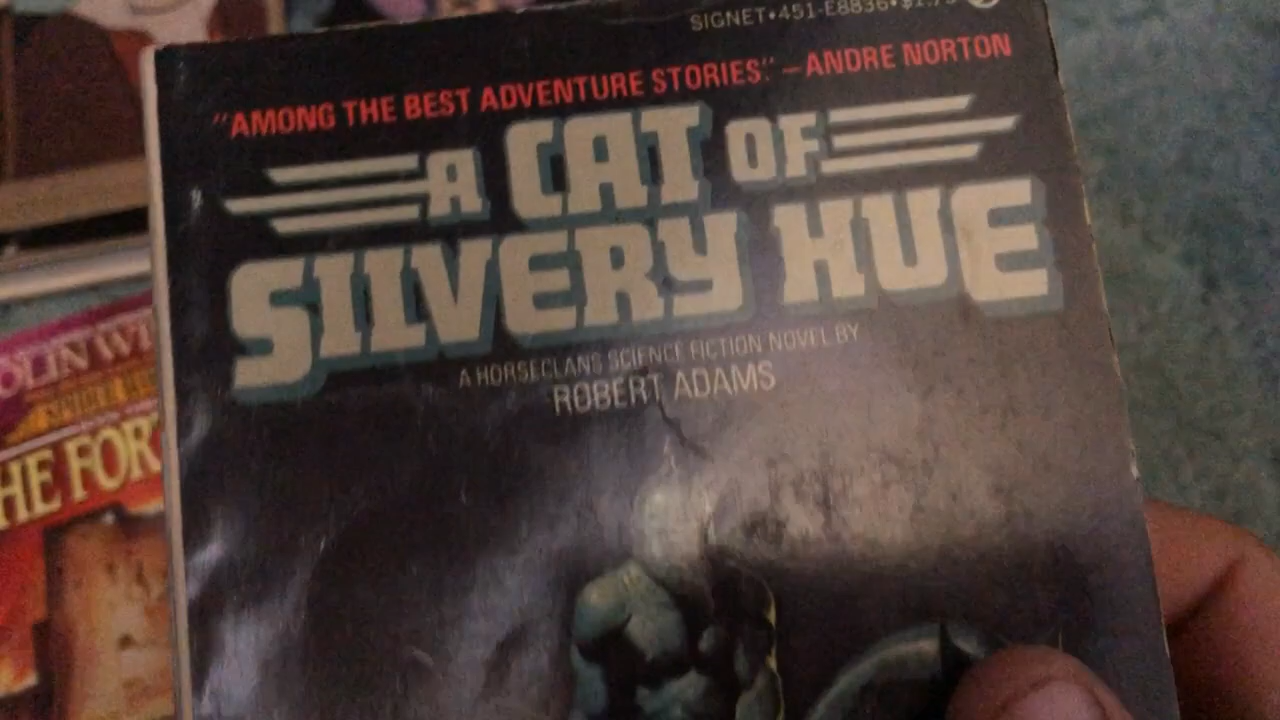 SIGNET•451-E8836•$1.75
"AMONG THE BEST ADVENTURE STORIES" —ANDRE NORTON
A CAT OF
SILVERY HUE
A HORSECLANS SCIENCE FICTION NOVEL BY
ROBERT ADAMS
OLIN WI
HE FOR